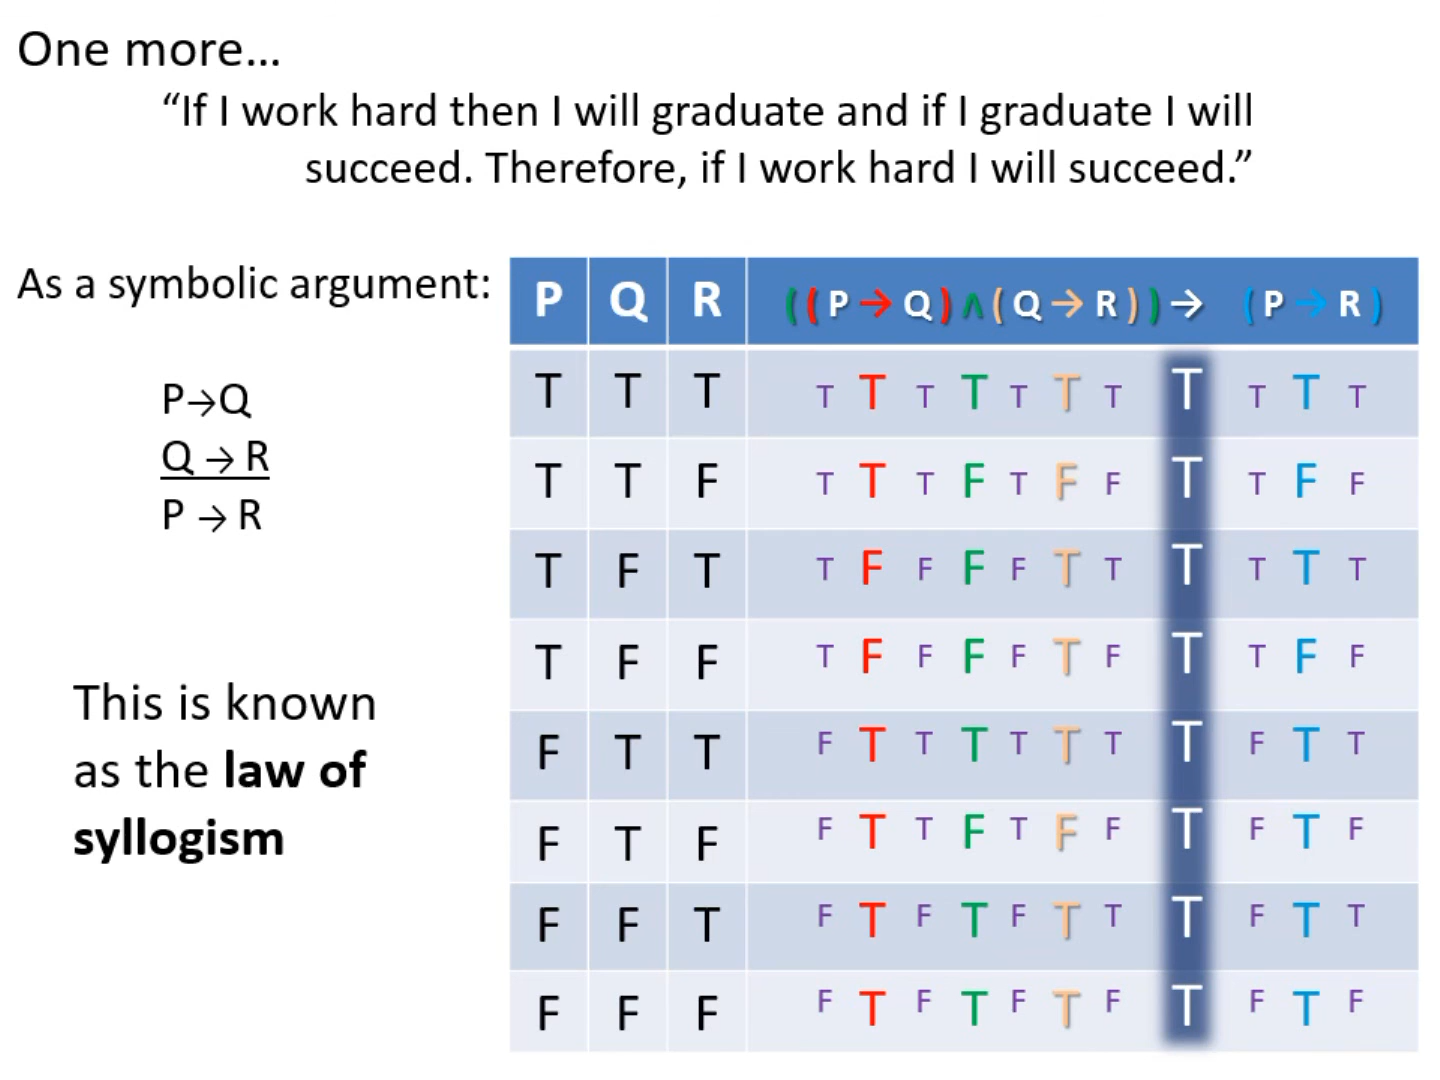 One more...
“If I work hard then I will graduate and if I graduate I will
succeed. Therefore, if I work hard I will succeed.”
As a symbolic argument:
P→Q
Q → R
P → R
This is known
as the law of
syllogism
P Q R ((P → Q) ∧ (Q → R)) → (P → R)
T T T T T T T T T T T T T T
T T F T T T F T F F T T F F
T F T T F F F F T T T T T T
T F F T F F F F T F T T F F
F T T F T T T T T T T F T T
F T F F T T F T F F T F T F
F F T F T F T F T T T F T T
F F F F T F T F T F T F T F